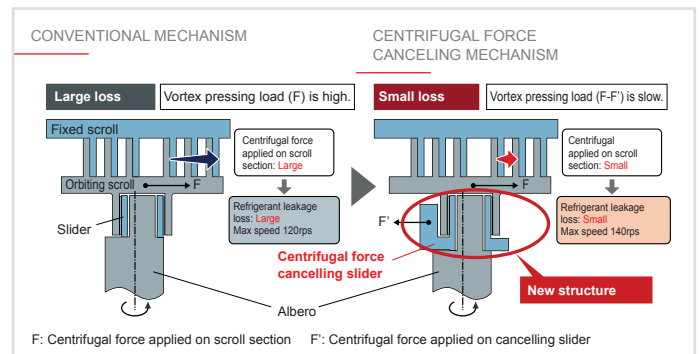 CONVENTIONAL MECHANISM
CENTRIFUGAL FORCE
CANCELING MECHANISM
Large loss
Vortex pressing load (F) is high.
Small loss
Vortex pressing load (F-F’) is slow.
Fixed scroll
Centrifugal force
applied on scroll
section: Large
Orbiting scroll
F
Refrigerant leakage
loss: Large
Max speed 120rps
Slider
Centrifugal
applied on scroll
section: Small
F
Refrigerant leakage
loss: Small
Max speed 140rps
F’
Centrifugal force
cancelling slider
New structure
Albero
F: Centrifugal force applied on scroll section
F’: Centrifugal force applied on cancelling slider